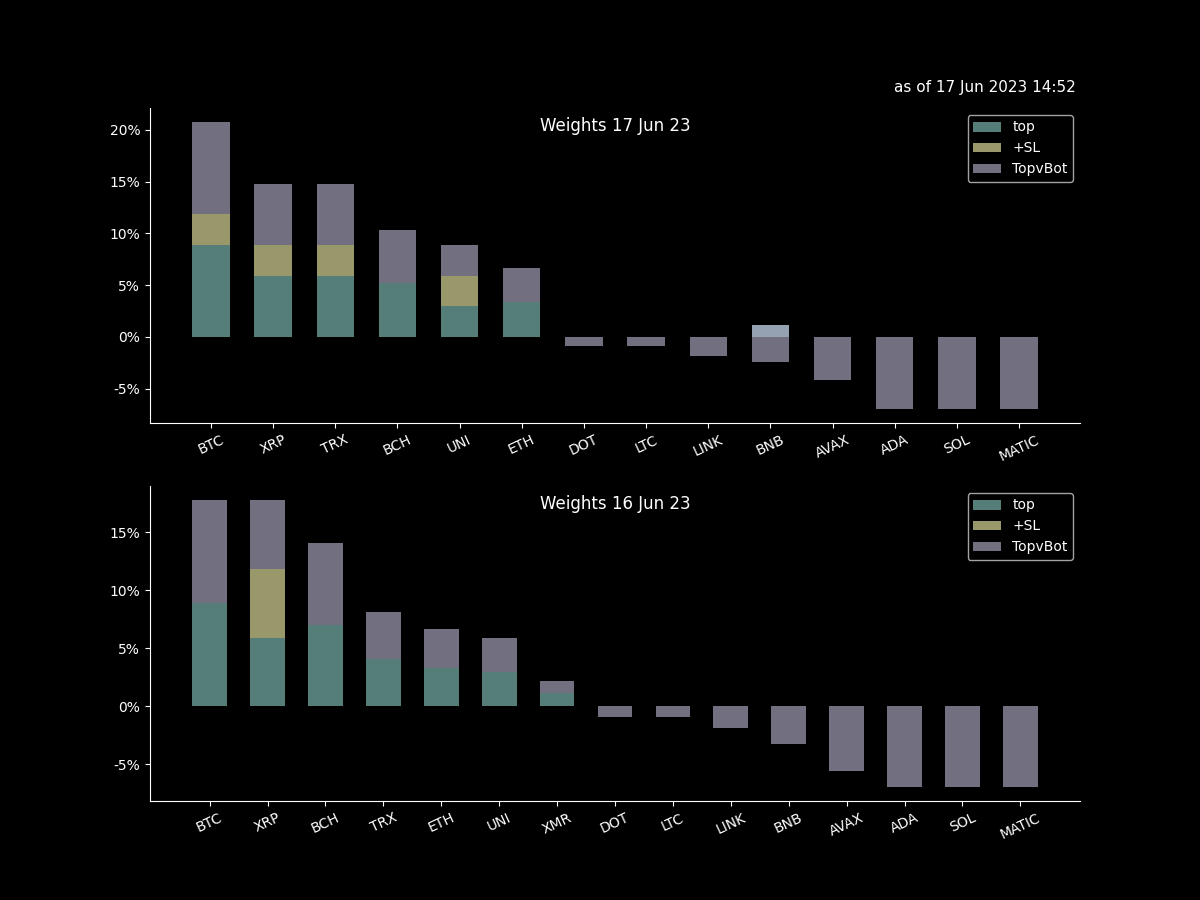 as of 17 Jun 2023 14:52
Weights 17 Jun 23
top
+SL
TopvBot
20%
15%
10%
5%
0%
-5%
BTC XRP TRX BCH UNI ETH DOT LTC LINK BNB AVAX ADA SOL MATIC
Weights 16 Jun 23
top
+SL
TopvBot
15%
10%
5%
0%
-5%
BTC XRP BCH TRX ETH UNI XMR DOT LTC LINK BNB AVAX ADA SOL MATIC